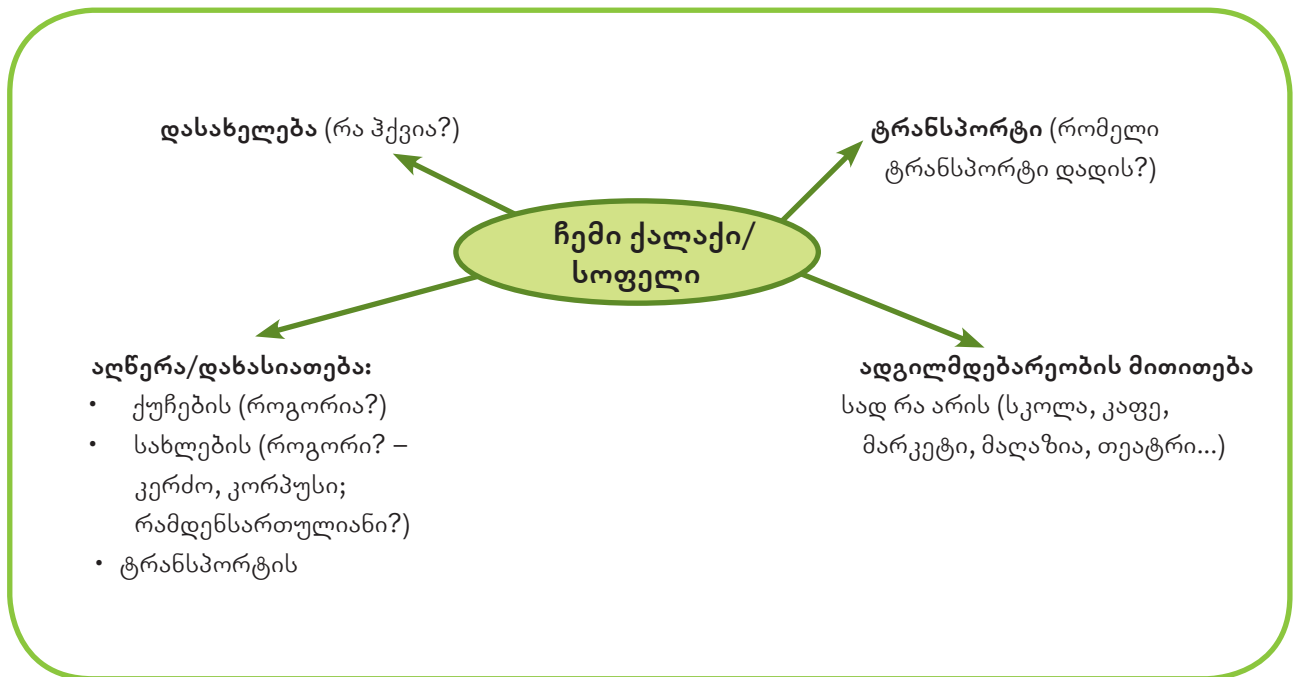 დასახელება (რა ჰქვია?)
ტრანსპორტი (რომელი
ტრანსპორტი დადის?)
ჩემი ქალაქი/
სოფელი
აღწერა/დახასიათება:
• ქუჩების (როგორია?)
• სახლების (როგორი? –
კერძო, კორპუსი;
რამდენსართულიანი?)
• ტრანსპორტის
ადგილმდებარეობის მითითება
სად რა არის (სკოლა, კაფე,
მარკეტი, მაღაზია, თეატრი...)